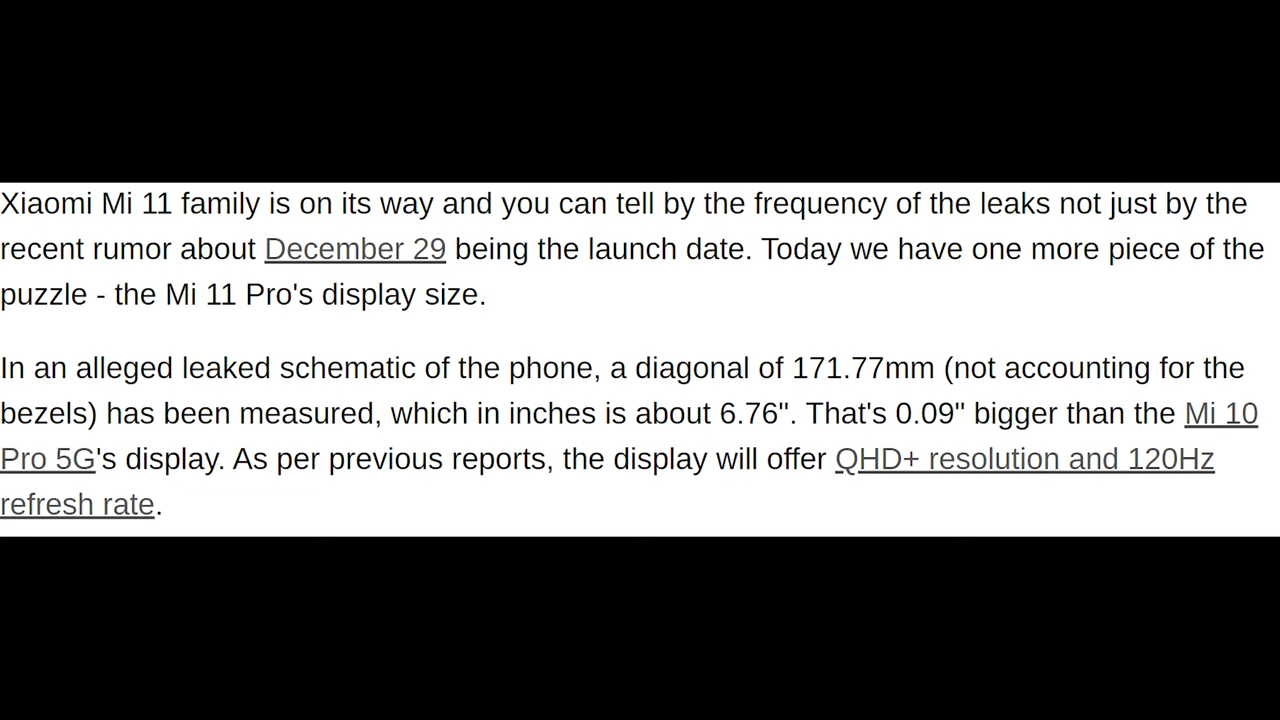 Xiaomi Mi 11 family is on its way and you can tell by the frequency of the leaks not just by the
recent rumor about December 29 being the launch date. Today we have one more piece of the
puzzle - the Mi 11 Pro's display size.
In an alleged leaked schematic of the phone, a diagonal of 171.77mm (not accounting for the
bezels) has been measured, which in inches is about 6.76". That's 0.09" bigger than the Mi 10
Pro 5G's display. As per previous reports, the display will offer QHD+ resolution and 120Hz
refresh rate.